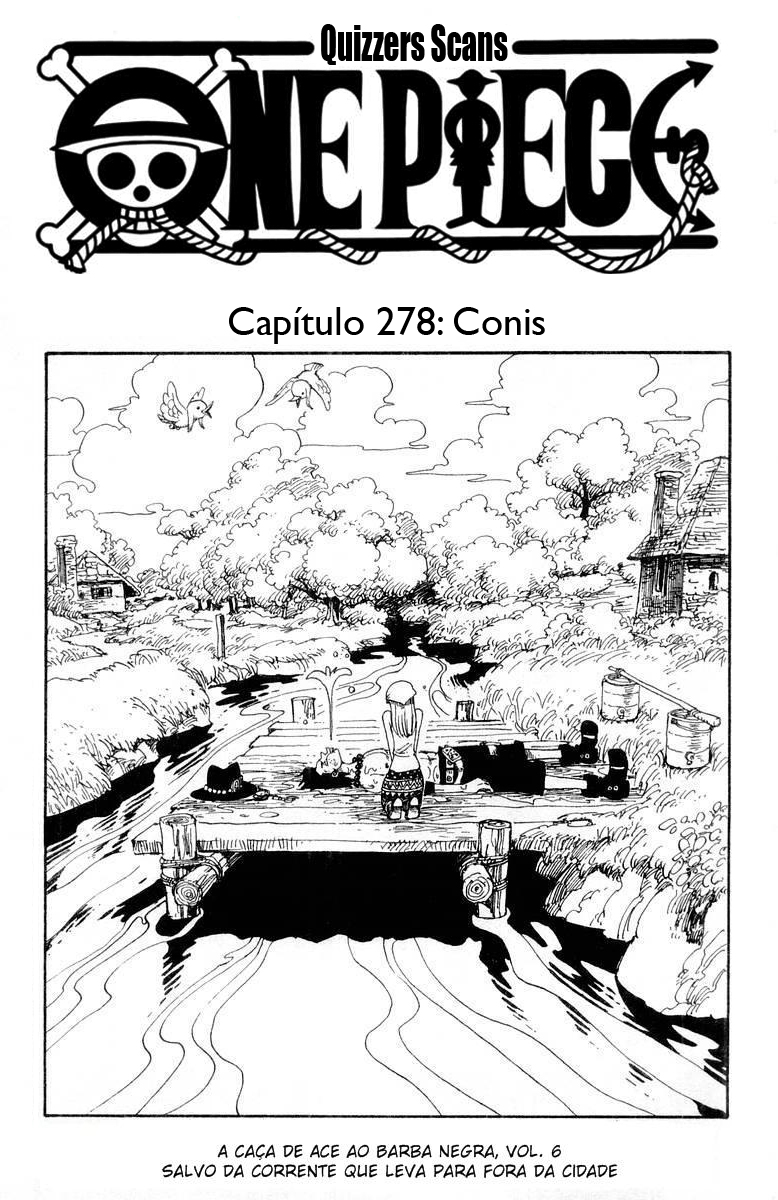 Quizzers Scans
ONE PIECE
Capítulo 278: Conis
A CAÇA DE ACE AO BARBA NEGRA, VOL. 6
SALVO DA CORRENTE QUE LEVA PARA FORA DA CIDADE